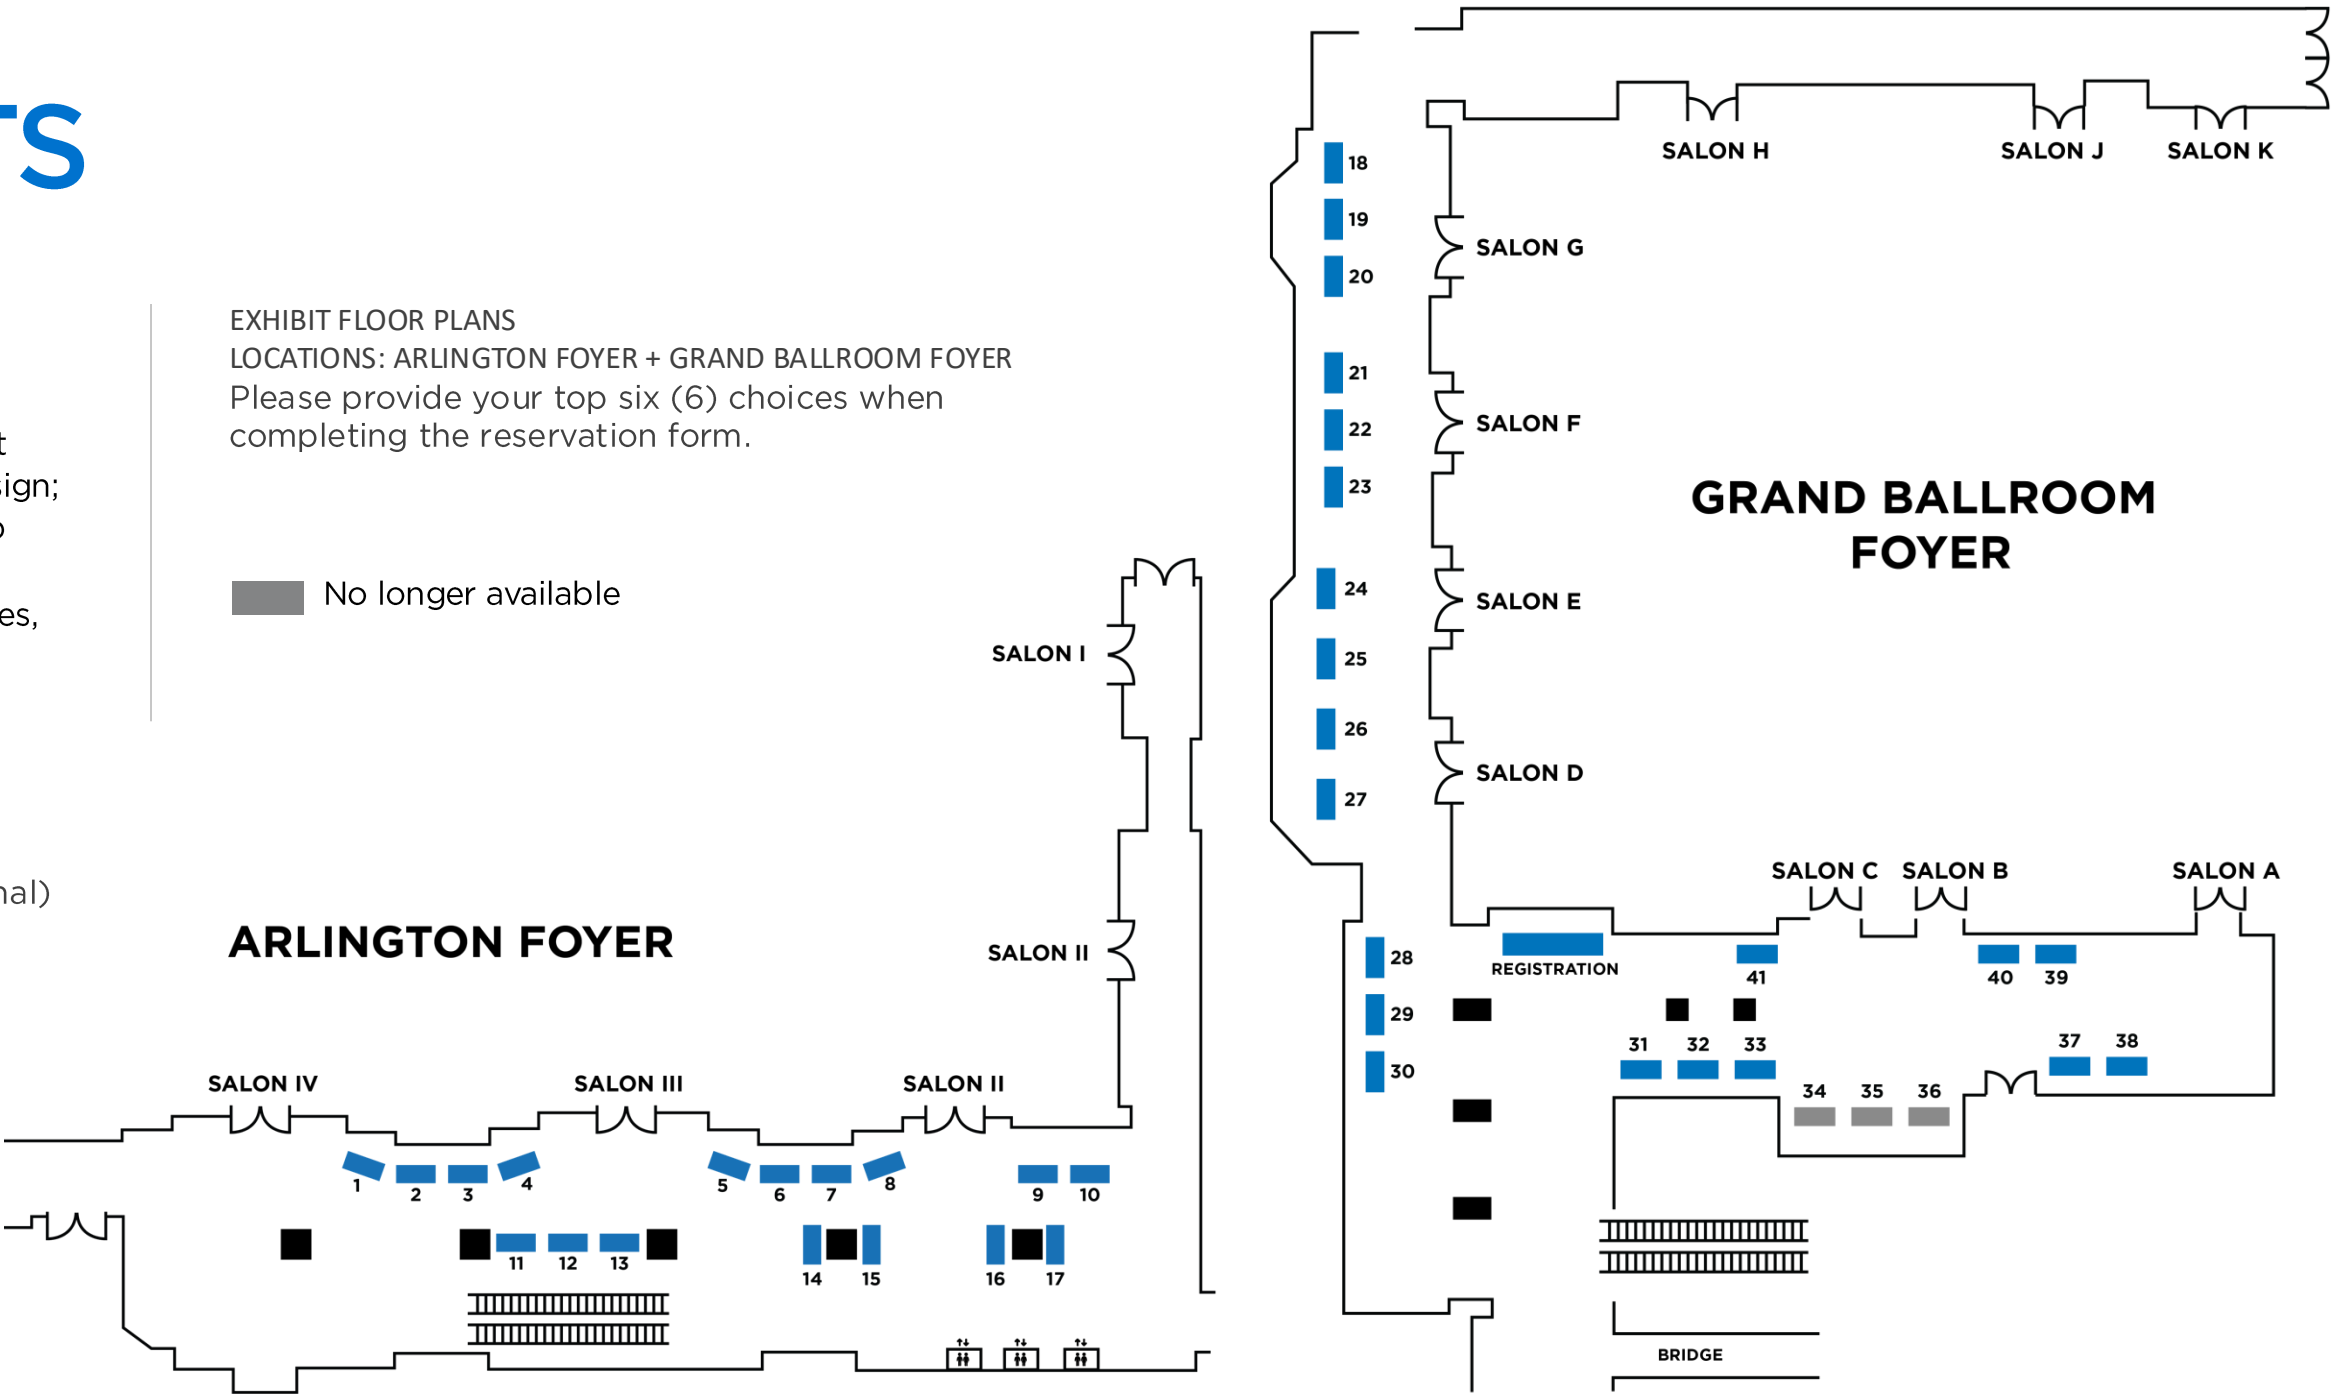 TS
t
sign;
o
es,
nal)
EXHIBIT FLOOR PLANS
LOCATIONS: ARLINGTON FOYER + GRAND BALLROOM FOYER
Please provide your top six (6) choices when
completing the reservation form.
No longer available
ARLINGTON FOYER
SALON I
SALON II
SALON IV
SALON III
SALON II
1
2
3
4
5
6
7
8
9
10
11
12
13
14
15
16
17
GRAND BALLROOM
FOYER
SALON H
SALON J
SALON K
SALON G
SALON F
SALON E
SALON D
SALON C
SALON B
SALON A
18
19
20
21
22
23
24
25
26
27
28
29
30
REGISTRATION
41
40
39
31
32
33
37
38
34
35
36
BRIDGE